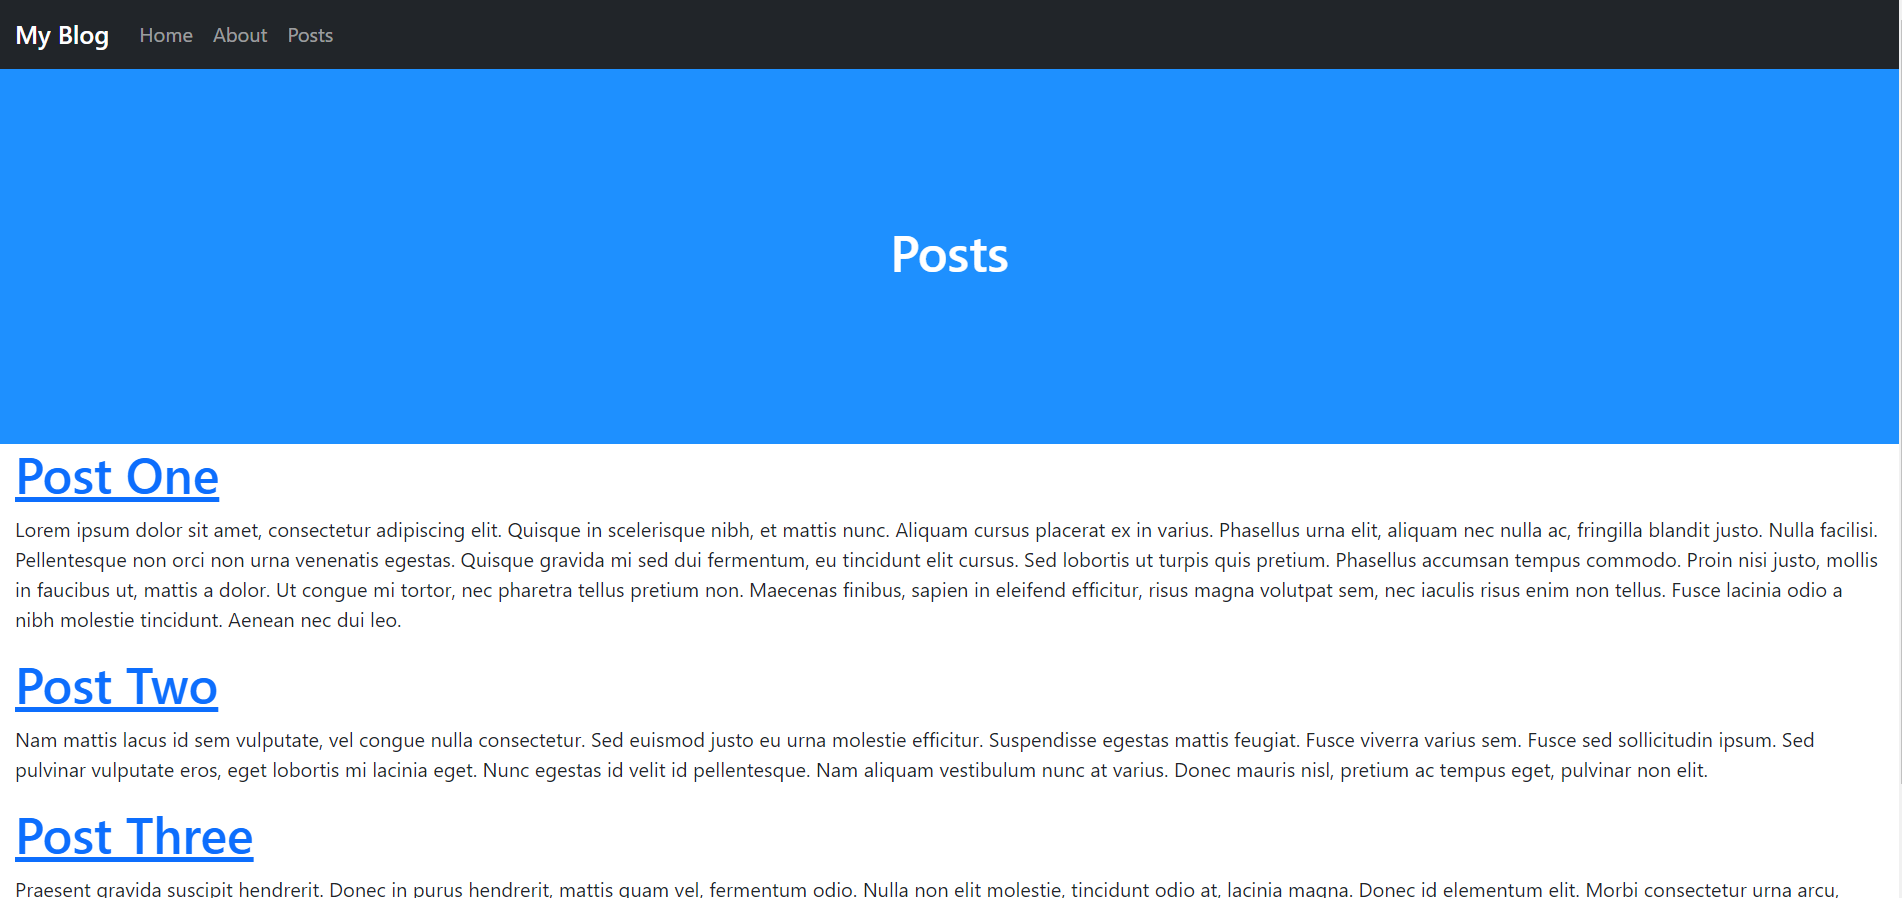 My Blog Home About Posts
Posts
Post One
Lorem ipsum dolor sit amet, consectetur adipiscing elit. Quisque in scelerisque nibh, et mattis nunc. Aliquam cursus placerat ex in varius. Phasellus urna elit, aliquam nec nulla ac, fringilla blandit justo. Nulla facilisi.
Pellentesque non orci non urna venenatis egestas. Quisque gravida mi sed dui fermentum, eu tincidunt elit cursus. Sed lobortis ut turpis quis pretium. Phasellus accumsan tempus commodo. Proin nisi justo, mollis
in faucibus ut, mattis a dolor. Ut congue mi tortor, nec pharetra tellus pretium non. Maecenas finibus, sapien in eleifend efficitur, risus magna volutpat sem, nec iaculis risus enim non tellus. Fusce lacinia odio a
nibh molestie tincidunt. Aenean nec dui leo.
Post Two
Nam mattis lacus id sem vulputate, vel congue nulla consectetur. Sed euismod justo eu urna molestie efficitur. Suspendisse egestas mattis feugiat. Fusce viverra varius sem. Fusce sed sollicitudin ipsum. Sed
pulvinar vulputate eros, eget lobortis mi lacinia eget. Nunc egestas id velit id pellentesque. Nam aliquam vestibulum nunc at varius. Donec mauris nisl, pretium ac tempus eget, pulvinar non elit.
Post Three
Praesent gravida suscipit hendrerit. Donec in purus hendrerit, mattis quam vel, fermentum odio. Nulla non elit molestie, tincidunt odio at, lacinia magna. Donec id elementum elit. Morbi consectetur urna arcu,